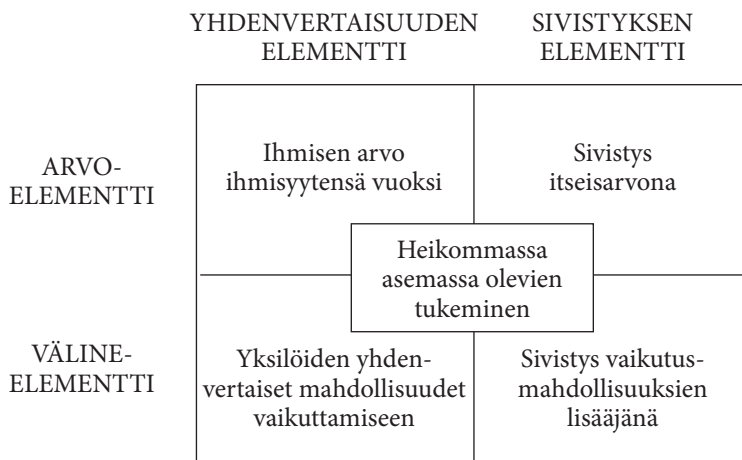 YHDENVERTAISUUDEN
ELEMENTTI
SIVISTYKSEN
ELEMENTTI
ARVO-
ELEMENTTI
Ihmisen arvo
ihmisyytensä vuoksi
Sivistys
itseisarvona
Heikommassa
asemassa olevien
tukeminen
VÄLINE-
ELEMENTTI
Yksilöiden yhden-
vertaiset mahdollisuudet
vaikuttamiseen
Sivistys vaikutus-
mahdollisuuksien
lisääjänä